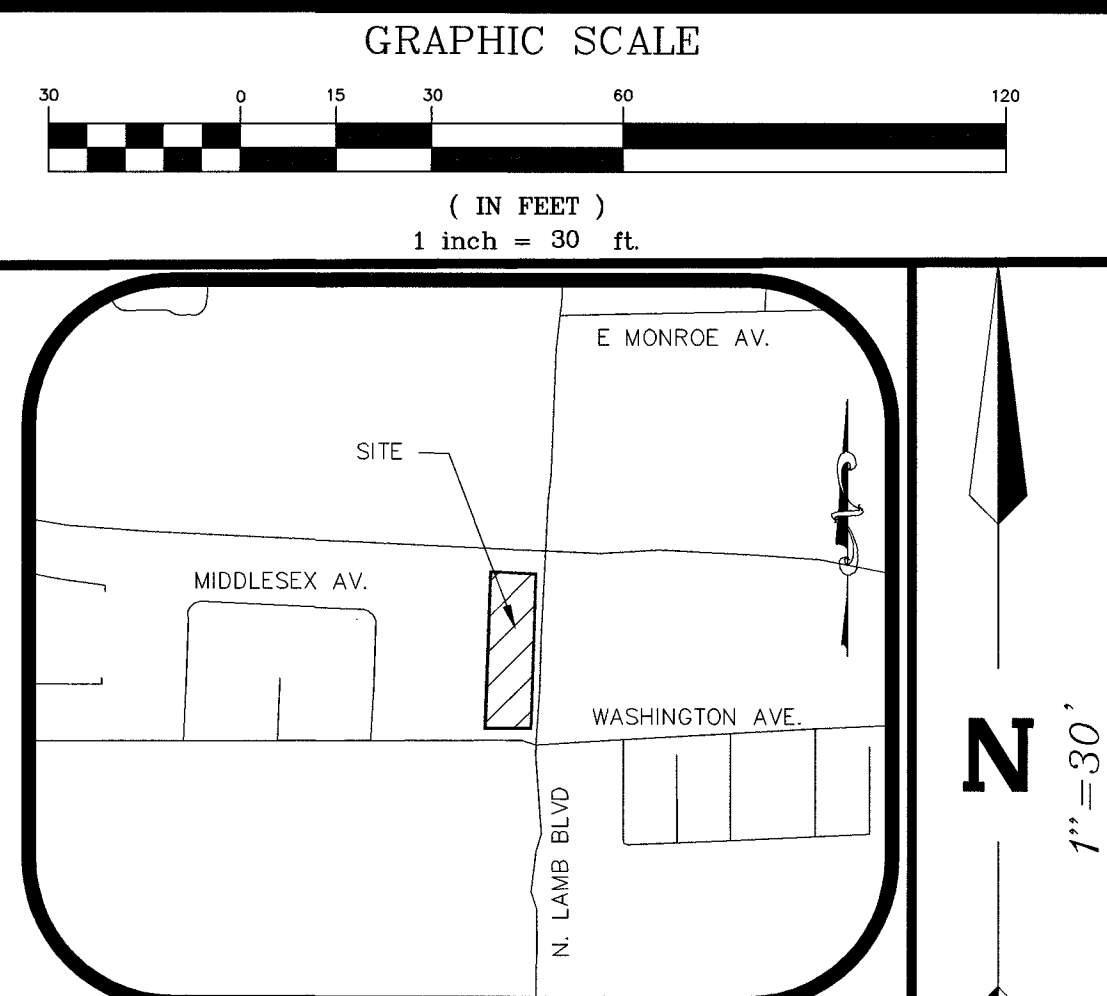 GRAPHIC SCALE
30 0 15 30 60 120
( IN FEET )
1 inch = 30 ft.
E MONROE AV.
SITE
MIDDLESEX AV.
WASHINGTON AVE.
N. LAMB BLVD
N
1"=30'